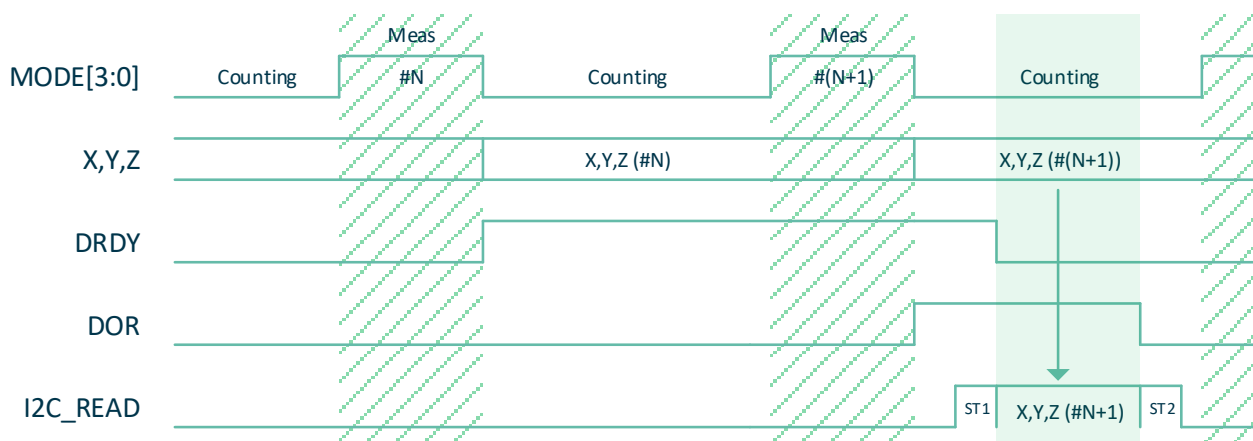 Meas Meas
MODE[3:0] Counting #N Counting #(N+1) Counting
X,Y,Z X,Y,Z (#N) X,Y,Z (#(N+1))
DRDY
DOR
I2C_READ ST1 X,Y,Z (#N+1) ST2